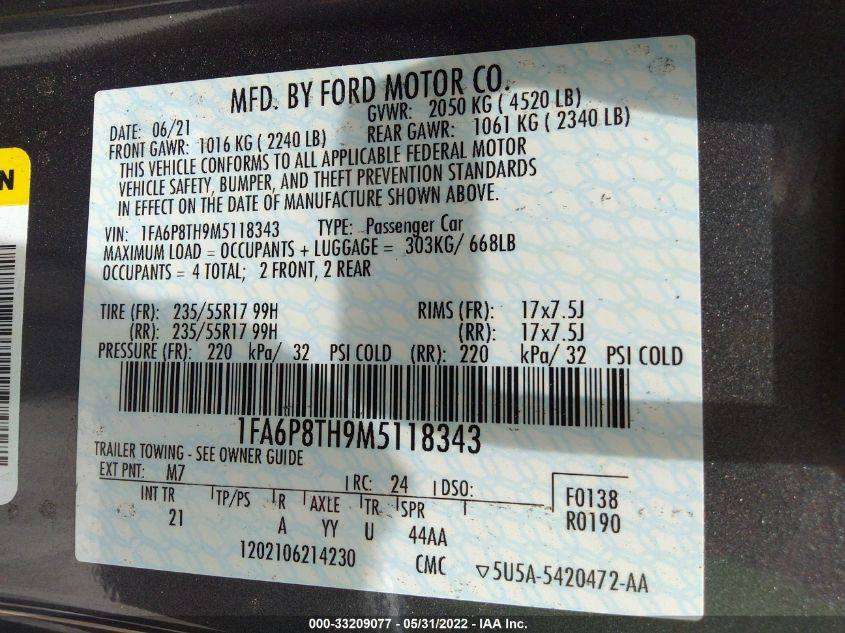 N
MFD. BY FORD MOTOR CO.
DATE: 06/21 GVWR: 2050 KG ( 4520 LB)
FRONT GAWR: 1016 KG ( 2240 LB) REAR GAWR: 1061 KG ( 2340 LB)
THIS VEHICLE CONFORMS TO ALL APPLICABLE FEDERAL MOTOR
VEHICLE SAFETY, BUMPER, AND THEFT PREVENTION STANDARDS
IN EFFECT ON THE DATE OF MANUFACTURE SHOWN ABOVE.
VIN: 1FA6P8TH9M5118343 TYPE: Passenger Car
MAXIMUM LOAD = OCCUPANTS + LUGGAGE = 303KG/ 668LB
OCCUPANTS = 4 TOTAL; 2 FRONT, 2 REAR
TIRE (FR): 235/55R17 99H RIMS (FR): 17x7.5J
(RR): 235/55R17 99H (RR): 17x7.5J
PRESSURE (FR): 220 kPa/ 32 PSI COLD (RR): 220 kPa/ 32 PSI COLD
1FA6P8TH9M5118343
TRAILER TOWING - SEE OWNER GUIDE
EXT PNT: M7 RC: 24 DSO:
INT TR TP/PS R AXLE TR SPR F0138
21 A YY U 44AA R0190
1202106214230 CMC ▽5U5A-5420472-AA
000-33209077 - 05/31/2022 - IAA Inc.